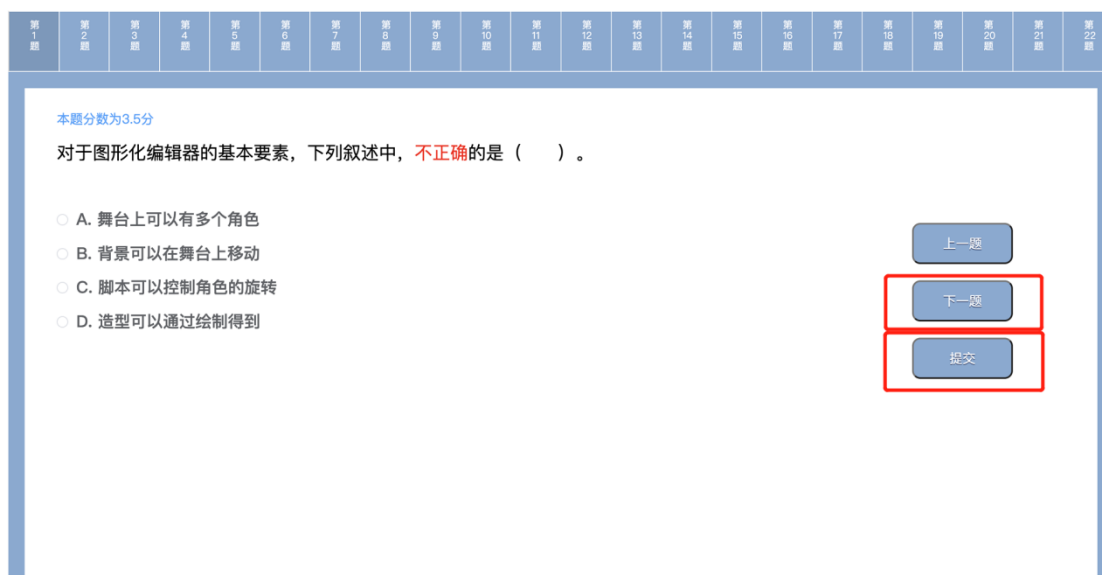 第1题 第2题 第3题 第4题 第5题 第6题 第7题 第8题 第9题 第10题 第11题 第12题 第13题 第14题 第15题 第16题 第17题 第18题 第19题 第20题 第21题 第22题
本题分数为3.5分
对于图形化编辑器的基本要素，下列叙述中，不正确的是（　　）。
A. 舞台上可以有多个角色
B. 背景可以在舞台上移动
C. 脚本可以控制角色的旋转
D. 造型可以通过绘制得到
上一题
下一题
提交